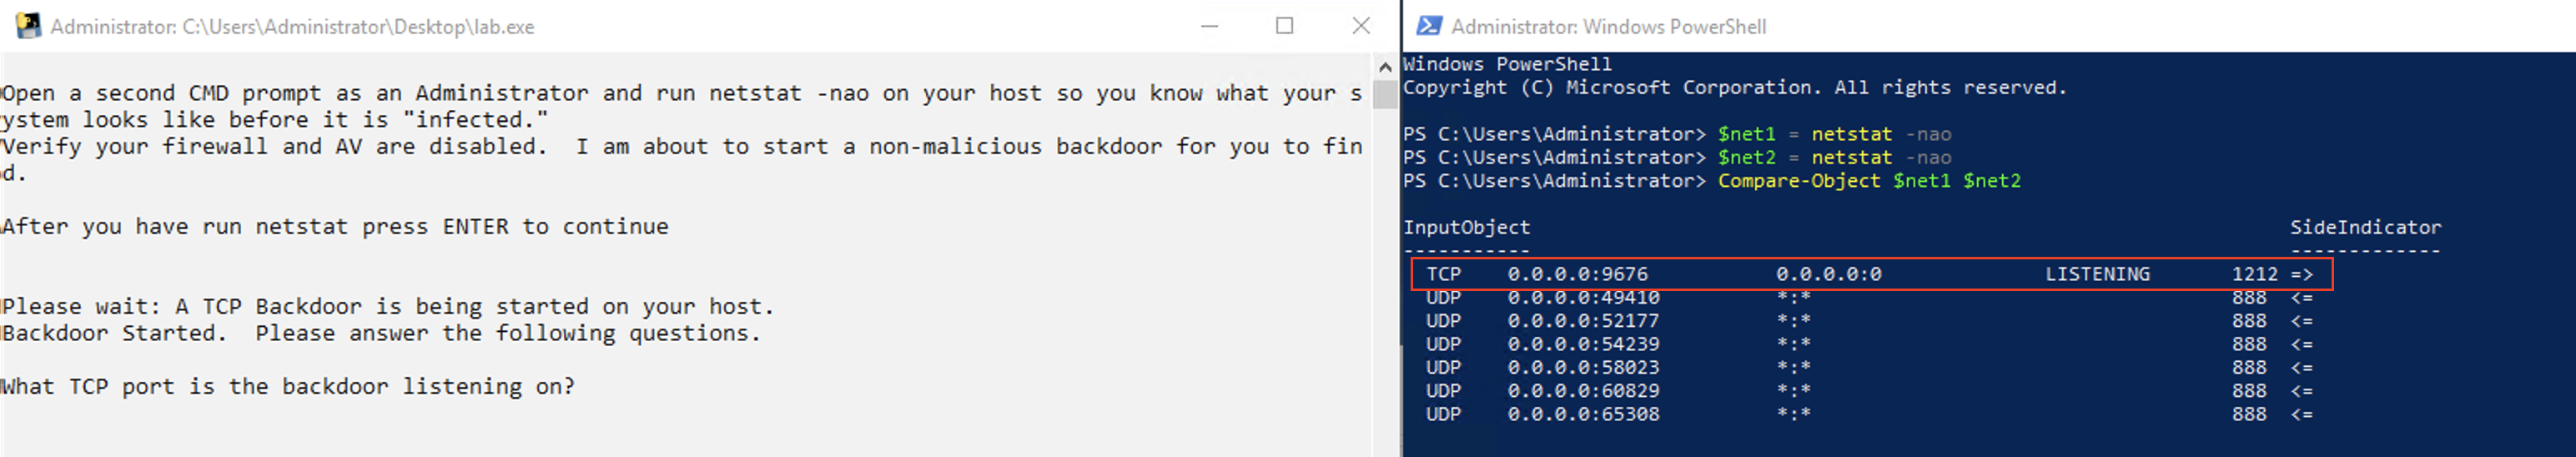 Administrator: C:\Users\Administrator\Desktop\lab.exe
Open a second CMD prompt as an Administrator and run netstat -nao on your host so you know what your s
ystem looks like before it is "infected."
Verify your firewall and AV are disabled.  I am about to start a non-malicious backdoor for you to fin
d.
After you have run netstat press ENTER to continue
Please wait: A TCP Backdoor is being started on your host.
Backdoor Started.  Please answer the following questions.
What TCP port is the backdoor listening on?
Administrator: Windows PowerShell
Windows PowerShell
Copyright (C) Microsoft Corporation. All rights reserved.
PS C:\Users\Administrator> $net1 = netstat -nao
PS C:\Users\Administrator> $net2 = netstat -nao
PS C:\Users\Administrator> Compare-Object $net1 $net2
InputObject SideIndicator
----------- -------------
TCP 0.0.0.0:9676 0.0.0.0:0 LISTENING 1212 =>
UDP 0.0.0.0:49410 *:* 888 <=
UDP 0.0.0.0:52177 *:* 888 <=
UDP 0.0.0.0:54239 *:* 888 <=
UDP 0.0.0.0:58023 *:* 888 <=
UDP 0.0.0.0:60829 *:* 888 <=
UDP 0.0.0.0:65308 *:* 888 <=